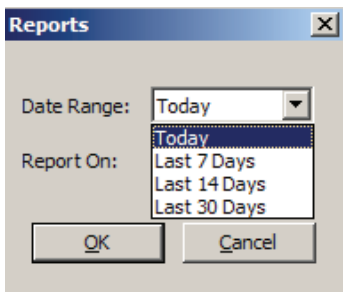 Reports
Date Range: Today
Today
Last 7 Days
Report On:
Last 14 Days
Last 30 Days
OK Cancel